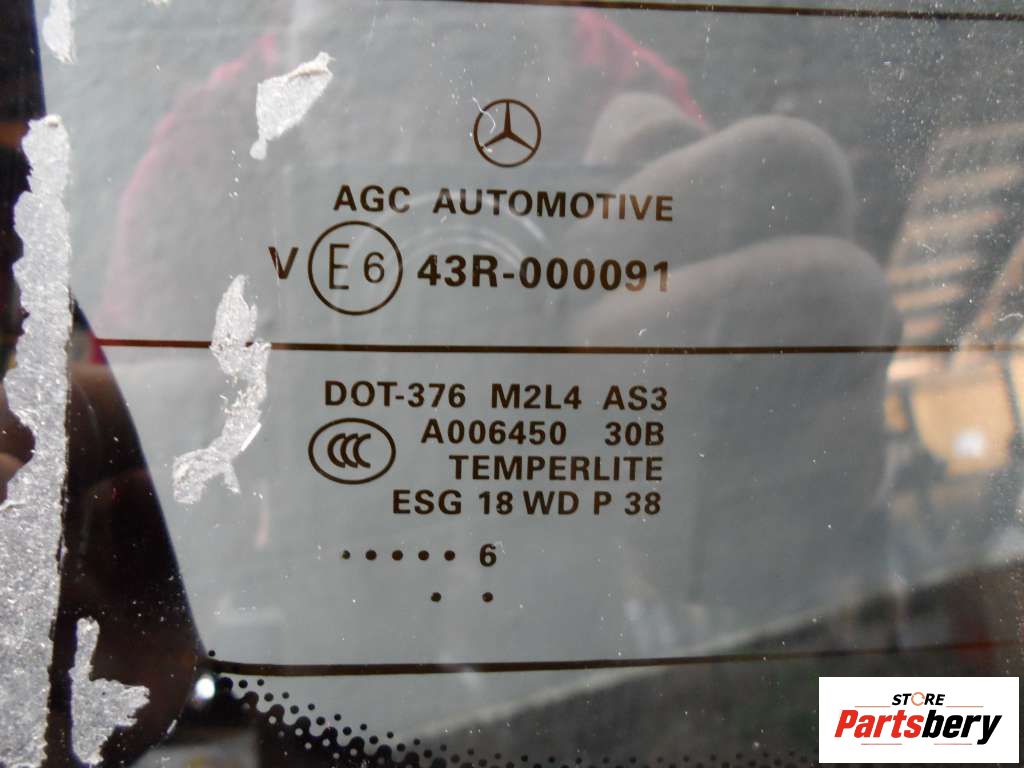 AGC AUTOMOTIVE
V E6 43R-000091
DOT-376 M2L4 AS3
CCC A006450 30B
TEMPERLITE
ESG 18 WD P 38
. . . . . 6
. .
STORE
Partsbery